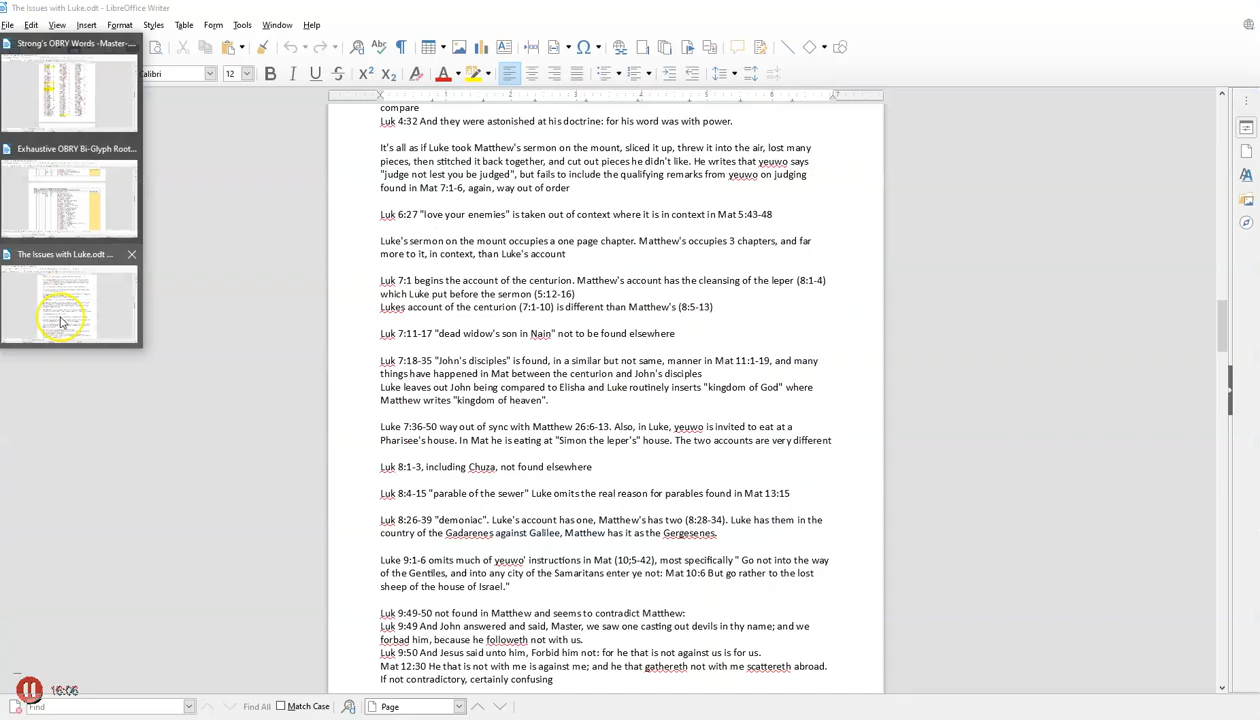 The Issues with Luke.odt - LibreOffice Writer
File Edit View Insert Format Styles Table Form Tools Window Help
Strong's OBRY Words -Master-...
Calibri 12
Exhaustive OBRY Bi-Glyph Root...
The Issues with Luke.odt ...
1 2 3 4 5 6 7
compare
Luk 4:32 And they were astonished at his doctrine: for his word was with power.
It's all as if Luke took Matthew's sermon on the mount, sliced it up, threw it into the air, lost many
pieces, then stitched it back together, and cut out pieces he didn't like. He writes that yeuwo says
"judge not lest you be judged", but fails to include the qualifying remarks from yeuwo on judging
found in Mat 7:1-6, again, way out of order
Luk 6:27 "love your enemies" is taken out of context where it is in context in Mat 5:43-48
Luke's sermon on the mount occupies a one page chapter. Matthew's occupies 3 chapters, and far
more to it, in context, than Luke's account
Luk 7:1 begins the account of the centurion. Matthew's account has the cleansing of the leper (8:1-4)
which Luke put before the sermon (5:12-16)
Lukes account of the centurion (7:1-10) is different than Matthew's (8:5-13)
Luk 7:11-17 "dead widow's son in Nain" not to be found elsewhere
Luk 7:18-35 "John's disciples" is found, in a similar but not same, manner in Mat 11:1-19, and many
things have happened in Mat between the centurion and John's disciples
Luke leaves out John being compared to Elisha and Luke routinely inserts "kingdom of God" where
Matthew writes "kingdom of heaven".
Luke 7:36-50 way out of sync with Matthew 26:6-13. Also, in Luke, yeuwo is invited to eat at a
Pharisee's house. In Mat he is eating at "Simon the leper's" house. The two accounts are very different
Luk 8:1-3, including Chuza, not found elsewhere
Luk 8:4-15 "parable of the sewer" Luke omits the real reason for parables found in Mat 13:15
Luk 8:26-39 "demoniac". Luke's account has one, Matthew's has two (8:28-34). Luke has them in the
country of the Gadarenes against Galilee, Matthew has it as the Gergesenes.
Luke 9:1-6 omits much of yeuwo' instructions in Mat (10;5-42), most specifically " Go not into the way
of the Gentiles, and into any city of the Samaritans enter ye not: Mat 10:6 But go rather to the lost
sheep of the house of Israel."
Luk 9:49-50 not found in Matthew and seems to contradict Matthew:
Luk 9:49 And John answered and said, Master, we saw one casting out devils in thy name; and we
forbad him, because he followeth not with us.
Luk 9:50 And Jesus said unto him, Forbid him not: for he that is not against us is for us.
Mat 12:30 He that is not with me is against me; and he that gathereth not with me scattereth abroad.
If not contradictory, certainly confusing
16:06
Find Find All Match Case Page